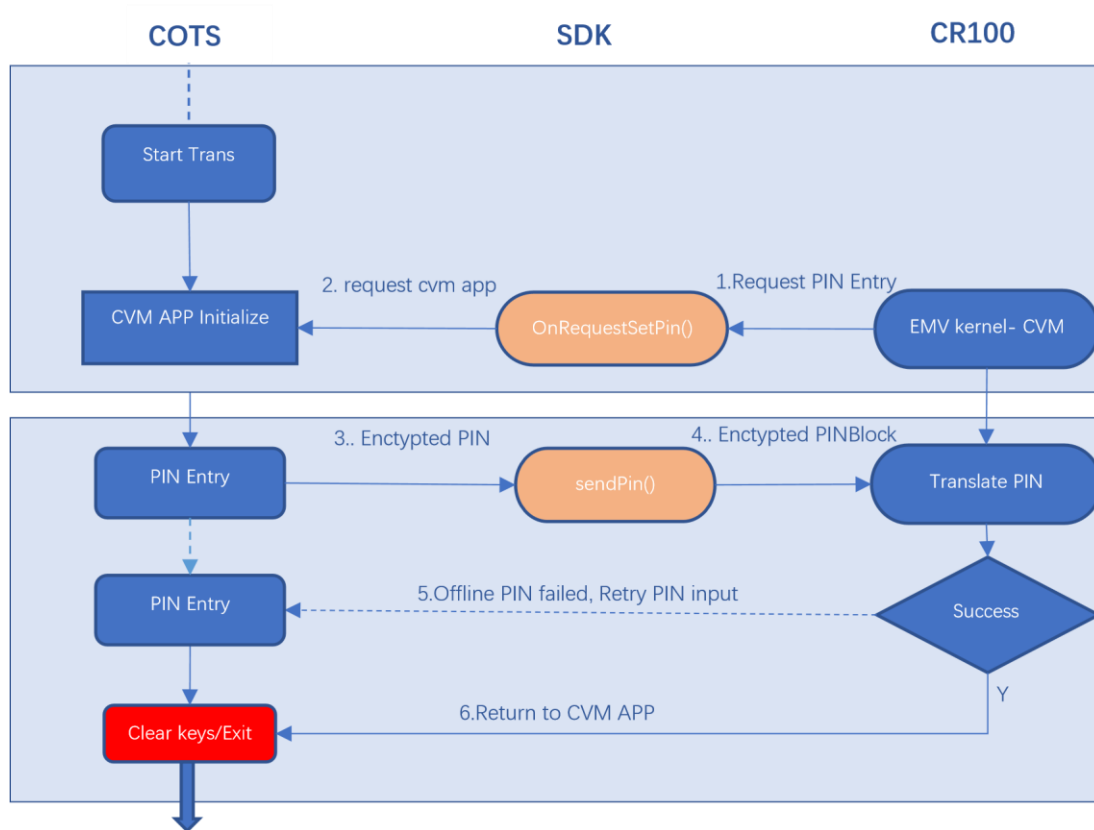 COTS
SDK
CR100
Start Trans
2. request cvm app
1.Request PIN Entry
CVM APP Initialize
OnRequestSetPin()
EMV kernel- CVM
3.. Enctypted PIN
4.. Enctypted PINBlock
PIN Entry
sendPin()
Translate PIN
PIN Entry
5.Offline PIN failed, Retry PIN input
Success
Y
6.Return to CVM APP
Clear keys/Exit